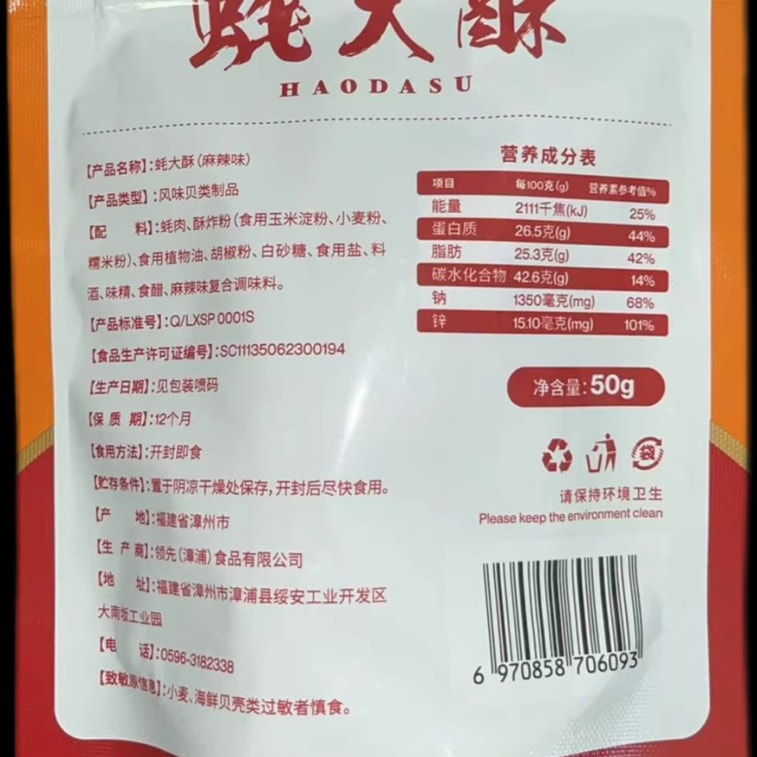 蚝大酥
HAODASU
【产品名称】:蚝大酥(麻辣味)
【产品类型】:风味贝类制品
【配 料】:蚝肉、酥炸粉(食用玉米淀粉、小麦粉、
糯米粉)、食用植物油、胡椒粉、白砂糖、食用盐、料
酒、味精、食醋、麻辣味复合调味料。
【产品标准号】:Q/LXSP 0001S
【食品生产许可证编号】:SC11135062300194
【生产日期】:见包装喷码
【保 质 期】:12个月
【食用方法】:开封即食
【贮存条件】:置于阴凉干燥处保存,开封后尽快食用。
【产 地】:福建省漳州市
【生 产 商】:领先(漳浦)食品有限公司
【地 址】:福建省漳州市漳浦县绥安工业开发区
大南坂工业园
【电 话】:0596-3182338
【致敏原信息】:小麦、海鲜贝壳类过敏者慎食。
营养成分表
项目 每100克(g) 营养素参考值%
能量 2111千焦(kJ) 25%
蛋白质 26.5克(g) 44%
脂肪 25.3克(g) 42%
碳水化合物 42.6克(g) 14%
钠 1350毫克(mg) 68%
锌 15.10毫克(mg) 101%
净含量:50g
袋
请保持环境卫生
Please keep the environment clean
6 970858 706093